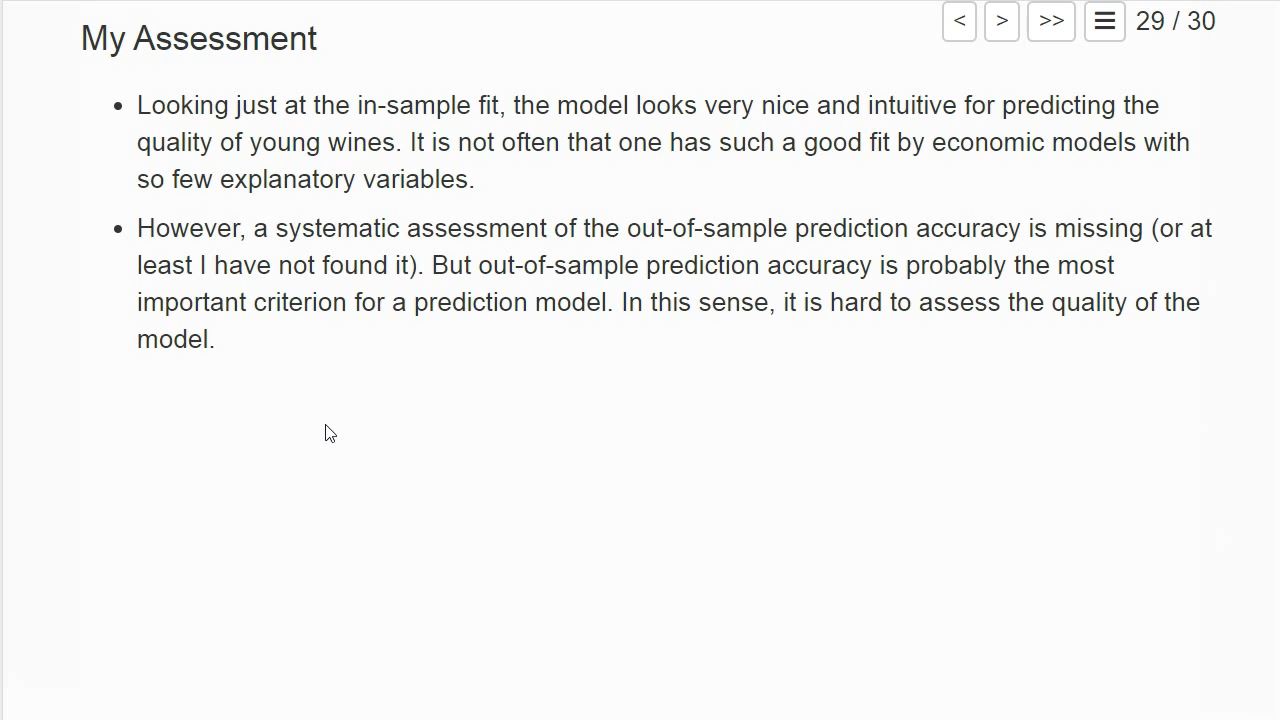 My Assessment
< > >> ☰ 29 / 30
• Looking just at the in-sample fit, the model looks very nice and intuitive for predicting the
quality of young wines. It is not often that one has such a good fit by economic models with
so few explanatory variables.
• However, a systematic assessment of the out-of-sample prediction accuracy is missing (or at
least I have not found it). But out-of-sample prediction accuracy is probably the most
important criterion for a prediction model. In this sense, it is hard to assess the quality of the
model.